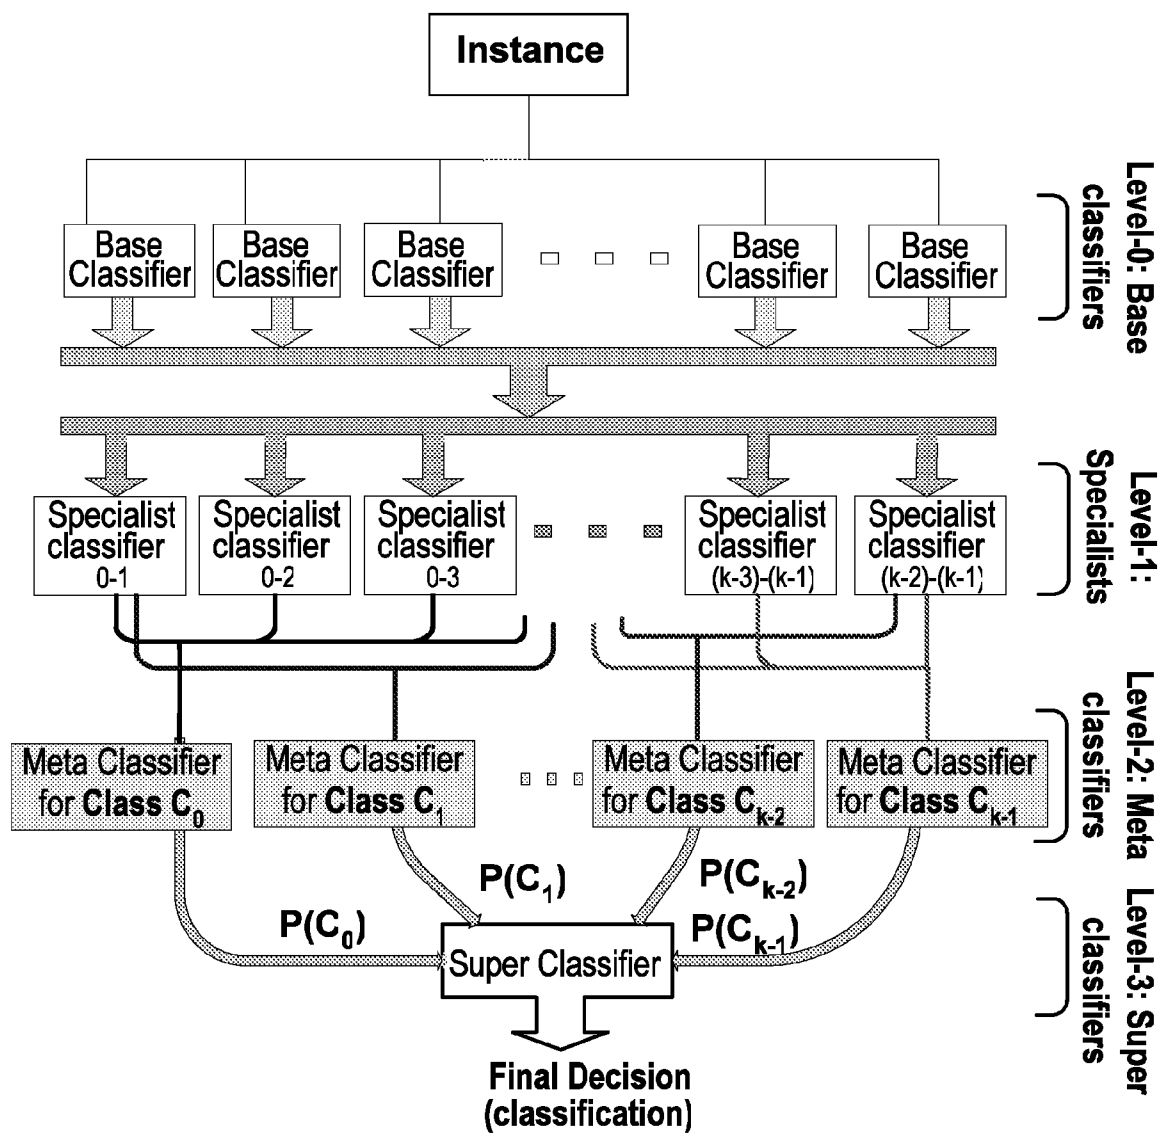 Instance
Base
Classifier
Base
Classifier
Base
Classifier
Base
Classifier
Base
Classifier
Level-0: Base
classifiers
Specialist
classifier
0-1
Specialist
classifier
0-2
Specialist
classifier
0-3
Specialist
classifier
(k-3)-(k-1)
Specialist
classifier
(k-2)-(k-1)
Level-1:
Specialists
Meta Classifier
for Class C₀
Meta Classifier
for Class C₁
Meta Classifier
for Class Cₖ₋₂
Meta Classifier
for Class Cₖ₋₁
Level-2: Meta
classifiers
P(C₀)
P(C₁)
P(Cₖ₋₂)
P(Cₖ₋₁)
Super Classifier
Level-3: Super
classifiers
Final Decision
(classification)